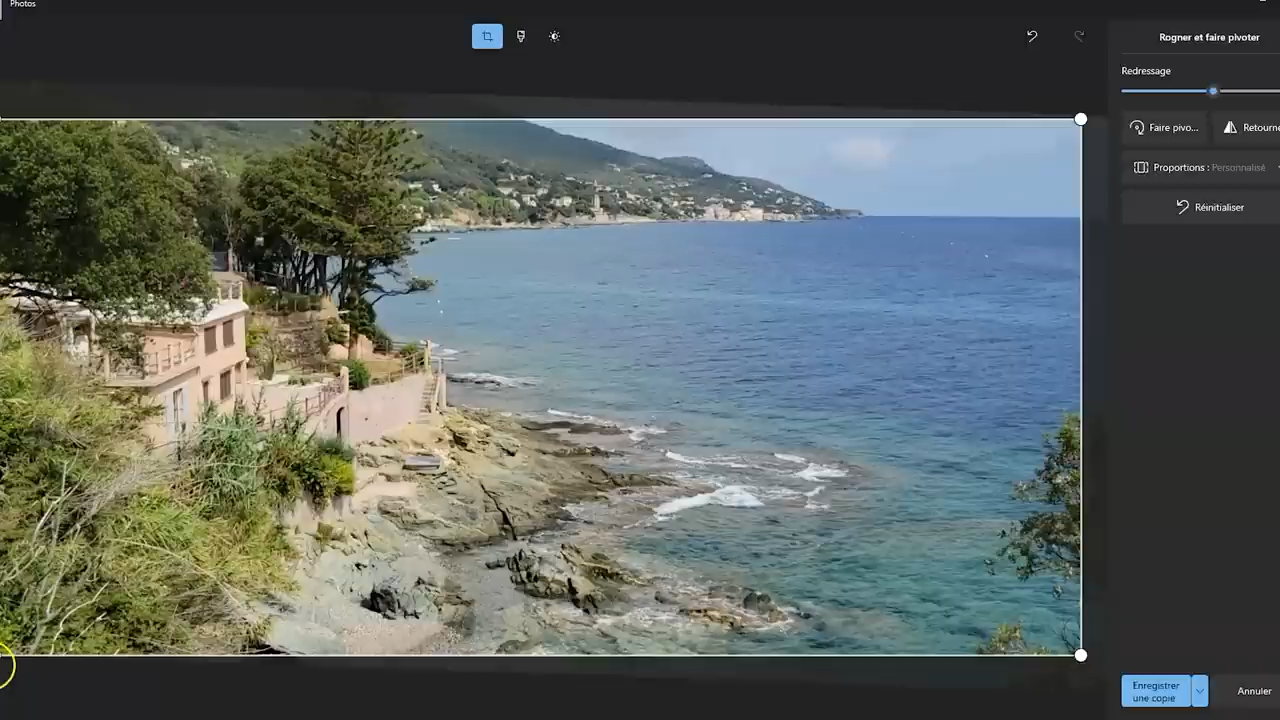 Photos
Rogner et faire pivoter
Redressage
Faire pivo...
Retourne
Proportions : Personnalisé
Réinitialiser
Enregistrer
une copie
Annuler